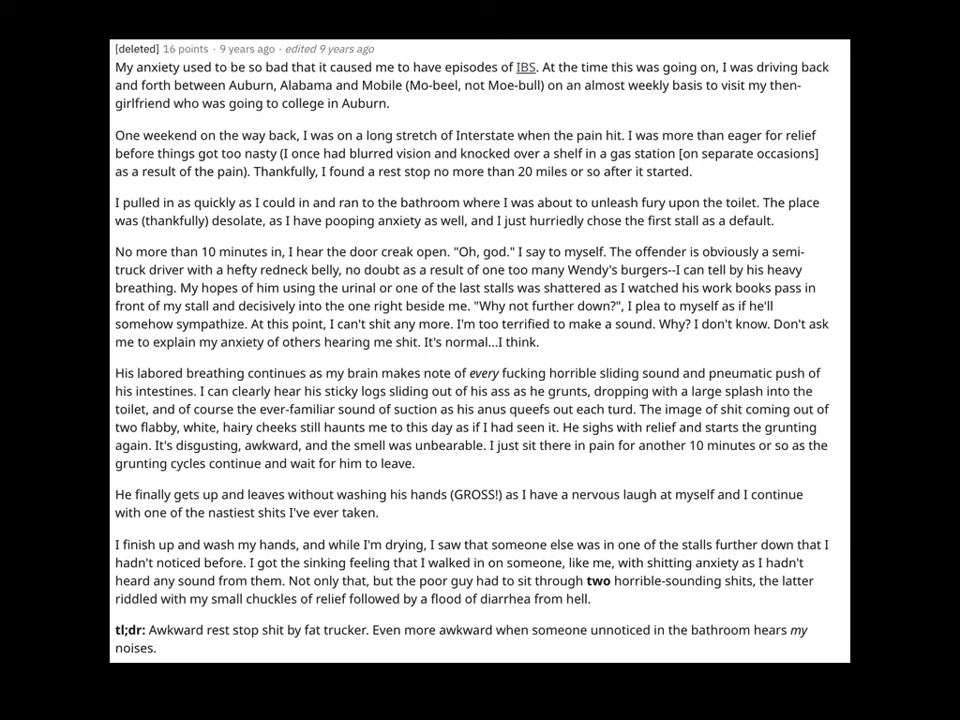 [deleted] 16 points · 9 years ago · edited 9 years ago
My anxiety used to be so bad that it caused me to have episodes of IBS. At the time this was going on, I was driving back
and forth between Auburn, Alabama and Mobile (Mo-beel, not Moe-bull) on an almost weekly basis to visit my then-
girlfriend who was going to college in Auburn.
One weekend on the way back, I was on a long stretch of Interstate when the pain hit. I was more than eager for relief
before things got too nasty (I once had blurred vision and knocked over a shelf in a gas station [on separate occasions]
as a result of the pain). Thankfully, I found a rest stop no more than 20 miles or so after it started.
I pulled in as quickly as I could in and ran to the bathroom where I was about to unleash fury upon the toilet. The place
was (thankfully) desolate, as I have pooping anxiety as well, and I just hurriedly chose the first stall as a default.
No more than 10 minutes in, I hear the door creak open. "Oh, god." I say to myself. The offender is obviously a semi-
truck driver with a hefty redneck belly, no doubt as a result of one too many Wendy's burgers--I can tell by his heavy
breathing. My hopes of him using the urinal or one of the last stalls was shattered as I watched his work books pass in
front of my stall and decisively into the one right beside me. "Why not further down?", I plea to myself as if he'll
somehow sympathize. At this point, I can't shit any more. I'm too terrified to make a sound. Why? I don't know. Don't ask
me to explain my anxiety of others hearing me shit. It's normal...I think.
His labored breathing continues as my brain makes note of every fucking horrible sliding sound and pneumatic push of
his intestines. I can clearly hear his sticky logs sliding out of his ass as he grunts, dropping with a large splash into the
toilet, and of course the ever-familiar sound of suction as his anus queefs out each turd. The image of shit coming out of
two flabby, white, hairy cheeks still haunts me to this day as if I had seen it. He sighs with relief and starts the grunting
again. It's disgusting, awkward, and the smell was unbearable. I just sit there in pain for another 10 minutes or so as the
grunting cycles continue and wait for him to leave.
He finally gets up and leaves without washing his hands (GROSS!) as I have a nervous laugh at myself and I continue
with one of the nastiest shits I've ever taken.
I finish up and wash my hands, and while I'm drying, I saw that someone else was in one of the stalls further down that I
hadn't noticed before. I got the sinking feeling that I walked in on someone, like me, with shitting anxiety as I hadn't
heard any sound from them. Not only that, but the poor guy had to sit through two horrible-sounding shits, the latter
riddled with my small chuckles of relief followed by a flood of diarrhea from hell.
tl;dr: Awkward rest stop shit by fat trucker. Even more awkward when someone unnoticed in the bathroom hears my
noises.